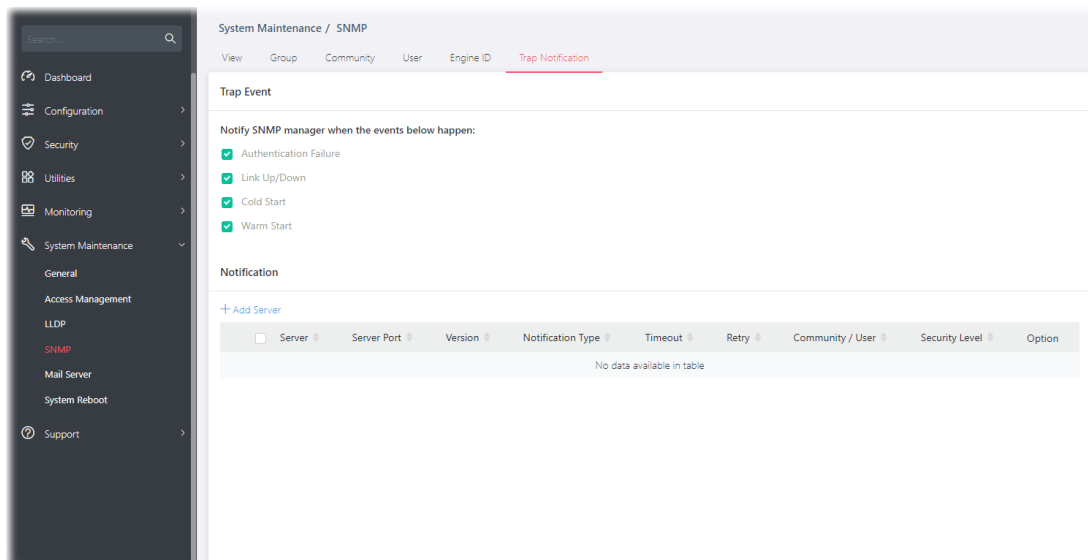 Search...
Dashboard
Configuration
Security
Utilities
Monitoring
System Maintenance
General
Access Management
LLDP
SNMP
Mail Server
System Reboot
Support
System Maintenance / SNMP
View Group Community User Engine ID Trap Notification
Trap Event
Notify SNMP manager when the events below happen:
Authentication Failure
Link Up/Down
Cold Start
Warm Start
Notification
+ Add Server
Server Server Port Version Notification Type Timeout Retry Community / User Security Level Option
No data available in table